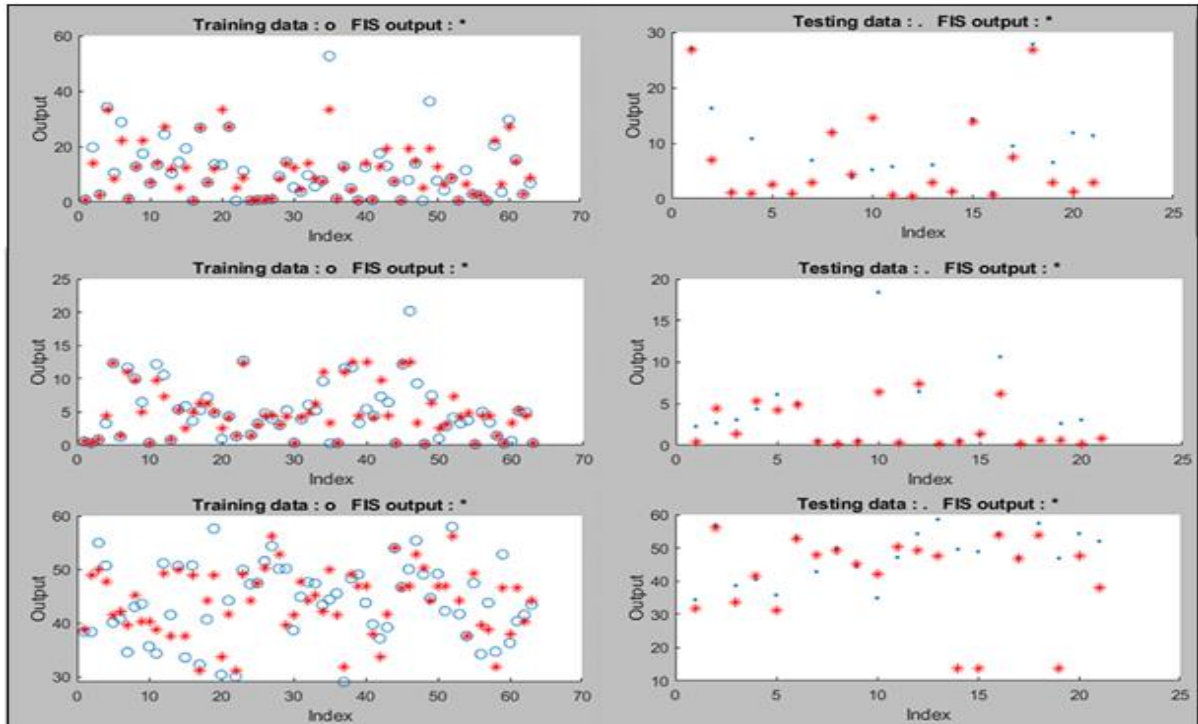 Training data : o   FIS output : *
Output
60
40
20
0
0 10 20 30 40 50 60 70
Index
Testing data : .   FIS output : *
Output
30
20
10
0
0 5 10 15 20 25
Index
Training data : o   FIS output : *
Output
25
20
15
10
5
0
0 10 20 30 40 50 60 70
Index
Testing data : .   FIS output : *
Output
20
15
10
5
0
0 5 10 15 20 25
Index
Training data : o   FIS output : *
Output
60
50
40
30
0 10 20 30 40 50 60 70
Index
Testing data : .   FIS output : *
Output
60
50
40
30
20
10
0 5 10 15 20 25
Index